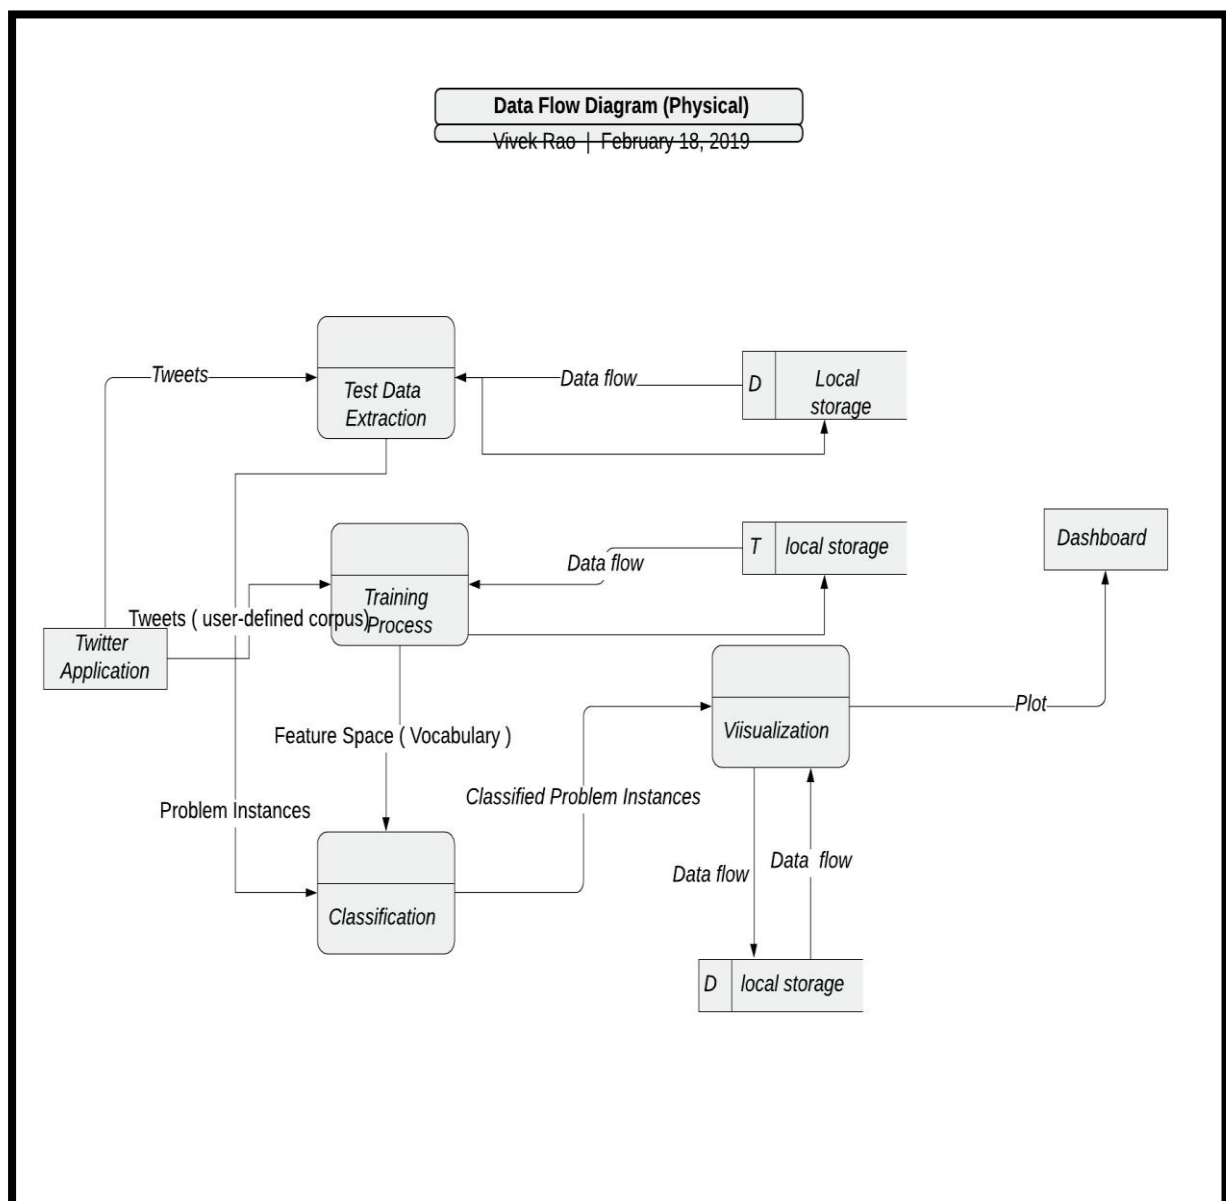 Data Flow Diagram (Physical)
Vivek Rao | February 18, 2019
Tweets
Test Data
Extraction
Data flow
D
Local
storage
Training
Process
Data flow
T
local storage
Dashboard
Tweets ( user-defined corpus)
Twitter
Application
Feature Space ( Vocabulary )
Viisualization
Plot
Problem Instances
Classified Problem Instances
Data flow
Data flow
Classification
D
local storage